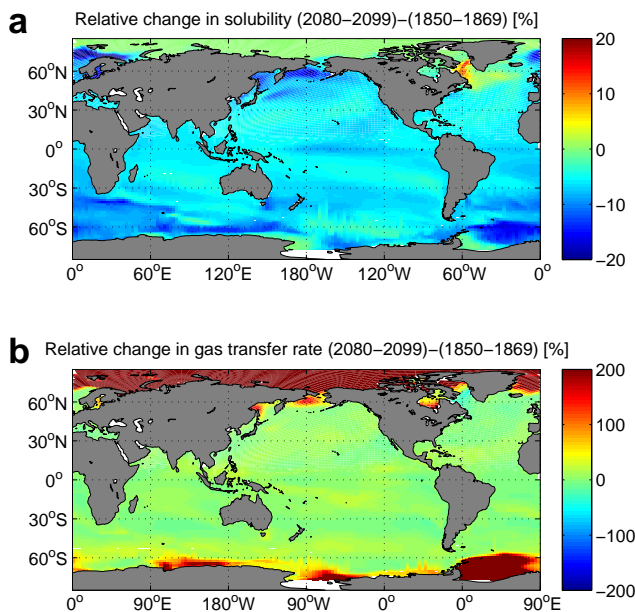 a
Relative change in solubility (2080−2099)−(1850−1869) [%]
60°N
30°N
0°
30°S
60°S
0° 60°E 120°E 180°W 120°W 60°W 0°
20
10
0
−10
−20
b
Relative change in gas transfer rate (2080−2099)−(1850−1869) [%]
60°N
30°N
0°
30°S
60°S
0° 90°E 180°W 90°W 0° 90°E
200
100
0
−100
−200